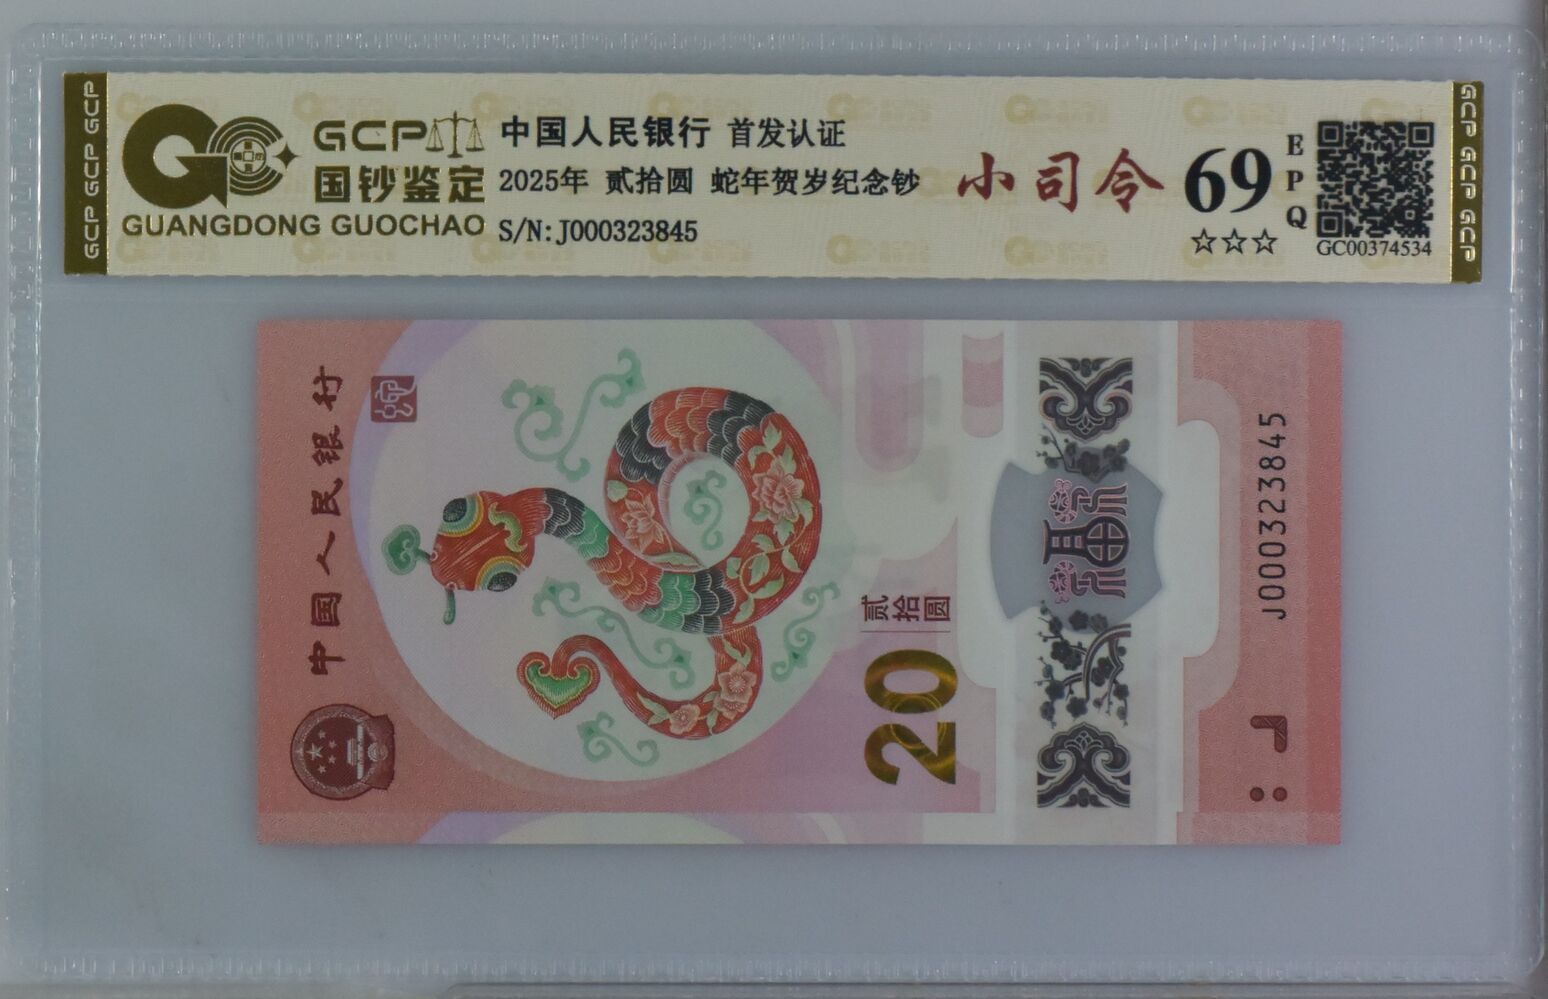 GCP GCP GCP
GCP
国钞鉴定
GUANGDONG GUOCHAO
中国人民银行 首发认证
2025年 贰拾圆 蛇年贺岁纪念钞
S/N:J000323845
小司令
69
EPQ
☆☆☆
GC00374534
GCP GCP GCP
中国人民银行
贰拾圆
20
福
J000323845